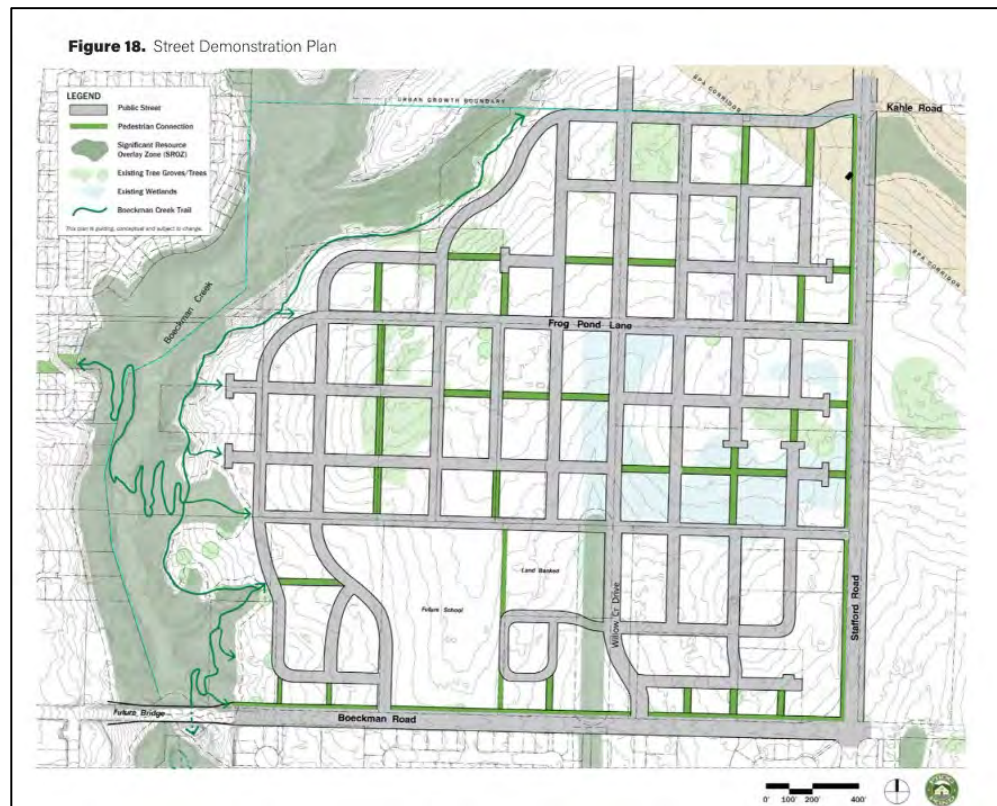 Figure 18. Street Demonstration Plan
LEGEND
Public Street
Pedestrian Connection
Significant Resource
Overlay Zone (SROZ)
Existing Tree Groves/Trees
Existing Wetlands
Boeckman Creek Trail
This plan is guiding, conceptual and subject to change.
URBAN GROWTH BOUNDARY
BPA CORRIDOR
Kahle Road
BPA CORRIDOR
Boeckman Creek
Frog Pond Lane
Land Banked
Future School
Willow Cr Drive
Stafford Road
Future Bridge
Boeckman Road
0' 100' 200' 400'